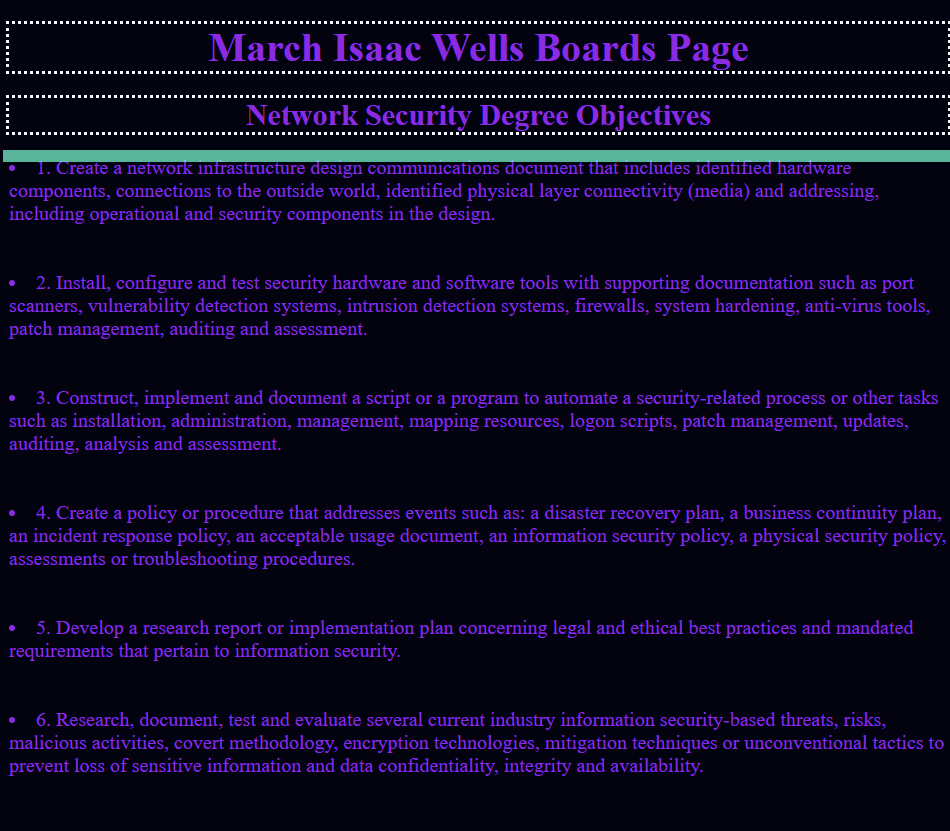 March Isaac Wells Boards Page
Network Security Degree Objectives
• 1. Create a network infrastructure design communications document that includes identified hardware
components, connections to the outside world, identified physical layer connectivity (media) and addressing,
including operational and security components in the design.
• 2. Install, configure and test security hardware and software tools with supporting documentation such as port
scanners, vulnerability detection systems, intrusion detection systems, firewalls, system hardening, anti-virus tools,
patch management, auditing and assessment.
• 3. Construct, implement and document a script or a program to automate a security-related process or other tasks
such as installation, administration, management, mapping resources, logon scripts, patch management, updates,
auditing, analysis and assessment.
• 4. Create a policy or procedure that addresses events such as: a disaster recovery plan, a business continuity plan,
an incident response policy, an acceptable usage document, an information security policy, a physical security policy,
assessments or troubleshooting procedures.
• 5. Develop a research report or implementation plan concerning legal and ethical best practices and mandated
requirements that pertain to information security.
• 6. Research, document, test and evaluate several current industry information security-based threats, risks,
malicious activities, covert methodology, encryption technologies, mitigation techniques or unconventional tactics to
prevent loss of sensitive information and data confidentiality, integrity and availability.